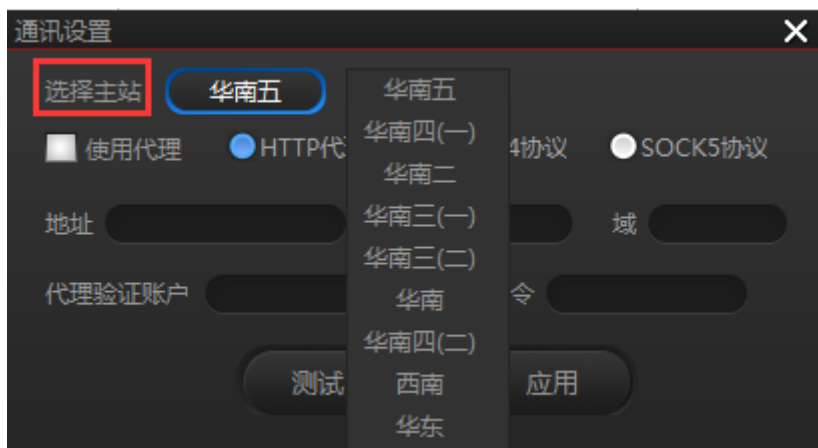 通讯设置
选择主站 华南五
华南五
华南四(一)
华南二
华南三(一)
华南三(二)
华南
华南四(二)
西南
华东
使用代理 HTTP代 4协议 SOCK5协议
地址 域
代理验证账户 令
测试 应用